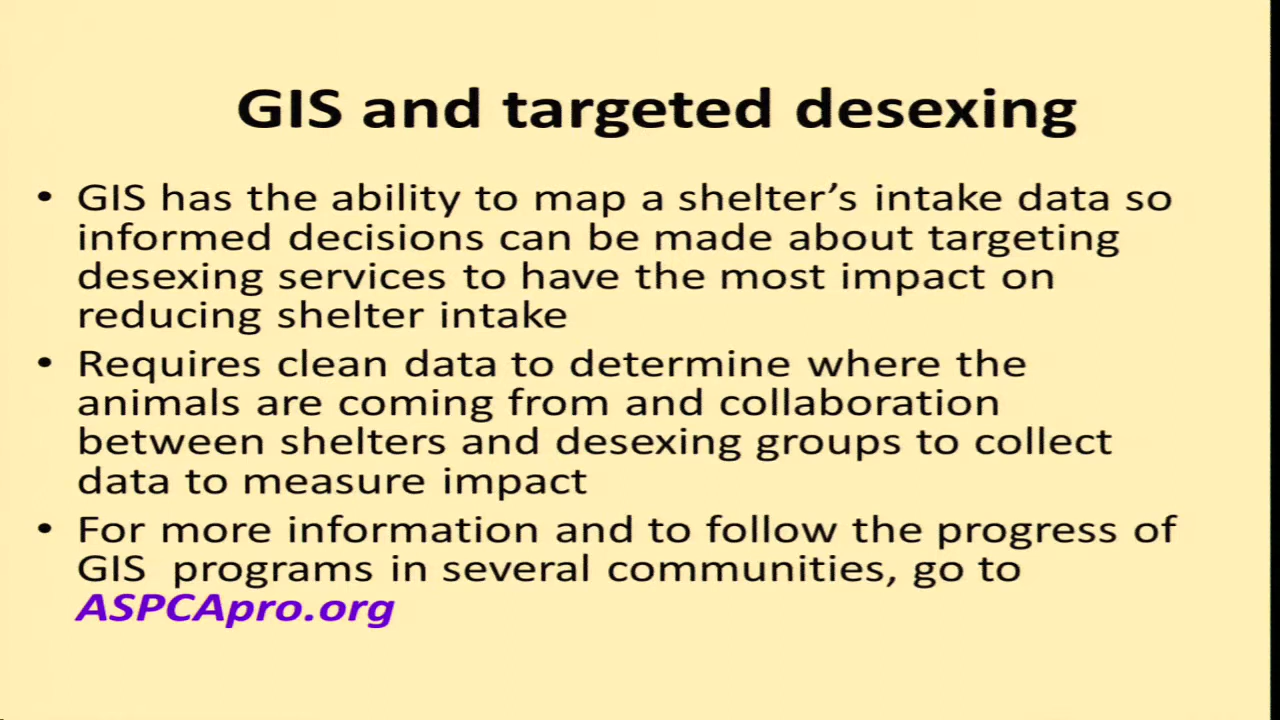 GIS and targeted desexing
• GIS has the ability to map a shelter’s intake data so
informed decisions can be made about targeting
desexing services to have the most impact on
reducing shelter intake
• Requires clean data to determine where the
animals are coming from and collaboration
between shelters and desexing groups to collect
data to measure impact
• For more information and to follow the progress of
GIS  programs in several communities, go to
ASPCApro.org